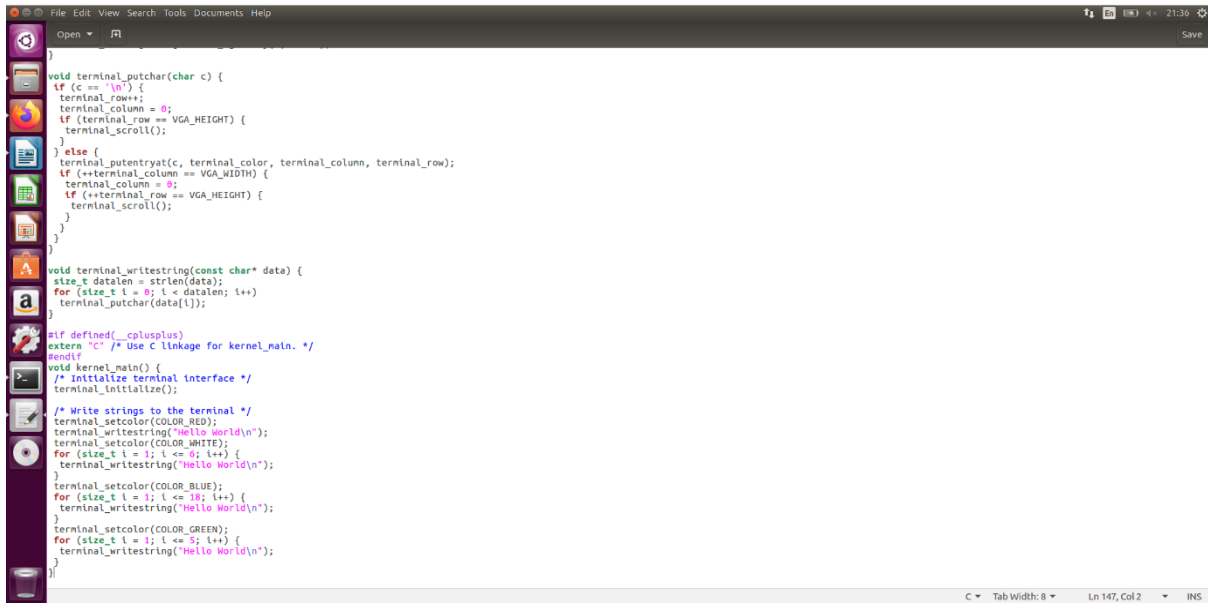 File Edit View Search Tools Documents Help
En 21:36
Open Save
}
void terminal_putchar(char c) {
if (c == '\n') {
terminal_row++;
terminal_column = 0;
if (terminal_row == VGA_HEIGHT) {
terminal_scroll();
}
} else {
terminal_putentryat(c, terminal_color, terminal_column, terminal_row);
if (++terminal_column == VGA_WIDTH) {
terminal_column = 0;
if (++terminal_row == VGA_HEIGHT) {
terminal_scroll();
}
}
}
}
void terminal_writestring(const char* data) {
size_t datalen = strlen(data);
for (size_t i = 0; i < datalen; i++)
terminal_putchar(data[i]);
}
#if defined(__cplusplus)
extern "C" /* Use C linkage for kernel_main. */
#endif
void kernel_main() {
/* Initialize terminal interface */
terminal_initialize();
/* Write strings to the terminal */
terminal_setcolor(COLOR_RED);
terminal_writestring("Hello World\n");
terminal_setcolor(COLOR_WHITE);
for (size_t i = 1; i <= 6; i++) {
terminal_writestring("Hello World\n");
}
terminal_setcolor(COLOR_BLUE);
for (size_t i = 1; i <= 18; i++) {
terminal_writestring("Hello World\n");
}
terminal_setcolor(COLOR_GREEN);
for (size_t i = 1; i <= 5; i++) {
terminal_writestring("Hello World\n");
}
}
C Tab Width: 8 Ln 147, Col 2 INS